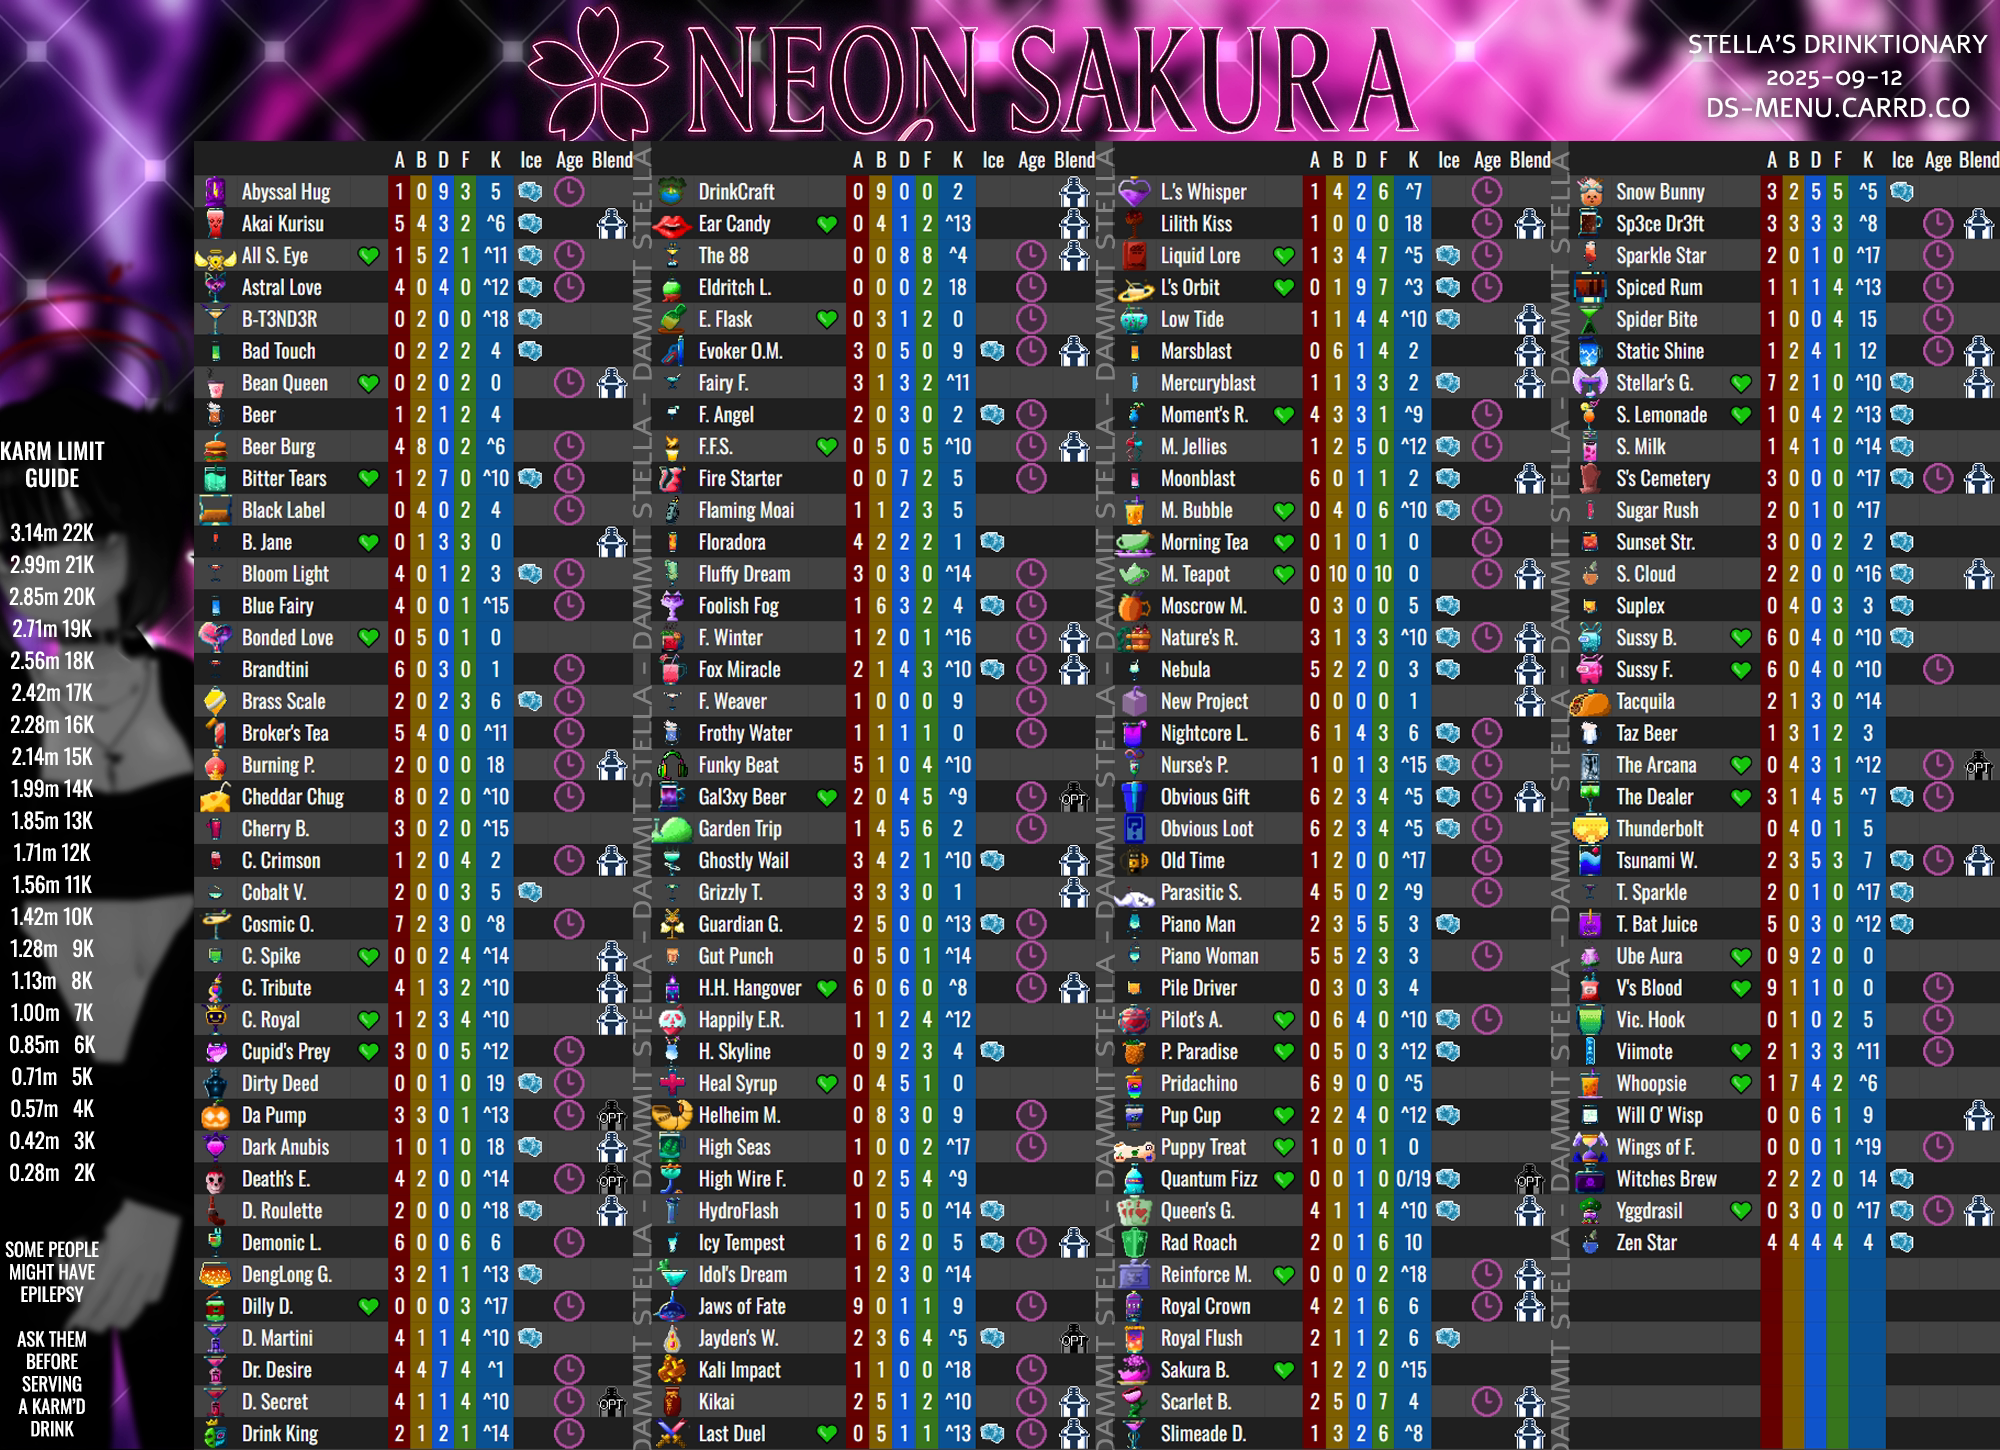 NEON SAKURA
STELLA'S DRINKTIONARY
2025-09-12
DS-MENU.CARRD.CO
KARM LIMIT
GUIDE
3.14m 22K
2.99m 21K
2.85m 20K
2.71m 19K
2.56m 18K
2.42m 17K
2.28m 16K
2.14m 15K
1.99m 14K
1.85m 13K
1.71m 12K
1.56m 11K
1.42m 10K
1.28m 9K
1.13m 8K
1.00m 7K
0.85m 6K
0.71m 5K
0.57m 4K
0.42m 3K
0.28m 2K
SOME PEOPLE
MIGHT HAVE
EPILEPSY
ASK THEM
BEFORE
SERVING
A KARM'D
DRINK
A B D F K Ice Age Blend
Abyssal Hug 1 0 9 3 5
Akai Kurisu 5 4 3 2 ^6
All S. Eye 1 5 2 1 ^11
Astral Love 4 0 4 0 ^12
B-T3ND3R 0 2 0 0 ^18
Bad Touch 0 2 2 2 4
Bean Queen 0 2 0 2 0
Beer 1 2 1 2 4
Beer Burg 4 8 0 2 ^6
Bitter Tears 1 2 7 0 ^10
Black Label 0 4 0 2 4
B. Jane 0 1 3 3 0
Bloom Light 4 0 1 2 3
Blue Fairy 4 0 0 1 ^15
Bonded Love 0 5 0 1 0
Brandtini 6 0 3 0 1
Brass Scale 2 0 2 3 6
Broker's Tea 5 4 0 0 ^11
Burning P. 2 0 0 0 18
Cheddar Chug 8 0 2 0 ^10
Cherry B. 3 0 2 0 ^15
C. Crimson 1 2 0 4 2
Cobalt V. 2 0 0 3 5
Cosmic O. 7 2 3 0 ^8
C. Spike 0 0 2 4 ^14
C. Tribute 4 1 3 2 ^10
C. Royal 1 2 3 4 ^10
Cupid's Prey 3 0 0 5 ^12
Dirty Deed 0 0 1 0 19
Da Pump 3 3 0 1 ^13 OPT
Dark Anubis 1 0 1 0 18
Death's E. 4 2 0 0 ^14 OPT
D. Roulette 2 0 0 0 ^18
Demonic L. 6 0 0 6 6
DengLong G. 3 2 1 1 ^13
Dilly D. 0 0 0 3 ^17
D. Martini 4 1 1 4 ^10
Dr. Desire 4 4 7 4 ^1
D. Secret 4 1 1 4 ^10 OPT
Drink King 2 1 2 1 ^14
DAMMIT STELLA - DAMMIT STELLA - DAMMIT STELLA - DAMMIT STELLA
A B D F K Ice Age Blend
DrinkCraft 0 9 0 0 2
Ear Candy 0 4 1 2 ^13
The 88 0 0 8 8 ^4
Eldritch L. 0 0 0 2 18
E. Flask 0 3 1 2 0
Evoker O.M. 3 0 5 0 9
Fairy F. 3 1 3 2 ^11
F. Angel 2 0 3 0 2
F.F.S. 0 5 0 5 ^10
Fire Starter 0 0 7 2 5
Flaming Moai 1 1 2 3 5
Floradora 4 2 2 2 1
Fluffy Dream 3 0 3 0 ^14
Foolish Fog 1 6 3 2 4
F. Winter 1 2 0 1 ^16
Fox Miracle 2 1 4 3 ^10
F. Weaver 1 0 0 0 9
Frothy Water 1 1 1 1 0
Funky Beat 5 1 0 4 ^10
Gal3xy Beer 2 0 4 5 ^9 OPT
Garden Trip 1 4 5 6 2
Ghostly Wail 3 4 2 1 ^10
Grizzly T. 3 3 3 0 1
Guardian G. 2 5 0 0 ^13
Gut Punch 0 5 0 1 ^14
H.H. Hangover 6 0 6 0 ^8
Happily E.R. 1 1 2 4 ^12
H. Skyline 0 9 2 3 4
Heal Syrup 0 4 5 1 0
Helheim M. 0 8 3 0 9
High Seas 1 0 0 2 ^17
High Wire F. 0 2 5 4 ^9
HydroFlash 1 0 5 0 ^14
Icy Tempest 1 6 2 0 5
Idol's Dream 1 2 3 0 ^14
Jaws of Fate 9 0 1 1 9
Jayden's W. 2 3 6 4 ^5 OPT
Kali Impact 1 1 0 0 ^18
Kikai 2 5 1 2 ^10
Last Duel 0 5 1 1 ^13
DAMMIT STELLA - DAMMIT STELLA - DAMMIT STELLA - DAMMIT STELLA
A B D F K Ice Age Blend
L.'s Whisper 1 4 2 6 ^7
Lilith Kiss 1 0 0 0 18
Liquid Lore 1 3 4 7 ^5
L's Orbit 0 1 9 7 ^3
Low Tide 1 1 4 4 ^10
Marsblast 0 6 1 4 2
Mercuryblast 1 1 3 3 2
Moment's R. 4 3 3 1 ^9
M. Jellies 1 2 5 0 ^12
Moonblast 6 0 1 1 2
M. Bubble 0 4 0 6 ^10
Morning Tea 0 1 0 1 0
M. Teapot 0 10 0 10 0
Moscrow M. 0 3 0 0 5
Nature's R. 3 1 3 3 ^10
Nebula 5 2 2 0 3
New Project 0 0 0 0 1
Nightcore L. 6 1 4 3 6
Nurse's P. 1 0 1 3 ^15
Obvious Gift 6 2 3 4 ^5
Obvious Loot 6 2 3 4 ^5
Old Time 1 2 0 0 ^17
Parasitic S. 4 5 0 2 ^9
Piano Man 2 3 5 5 3
Piano Woman 5 5 2 3 3
Pile Driver 0 3 0 3 4
Pilot's A. 0 6 4 0 ^10
P. Paradise 0 5 0 3 ^12
Pridachino 6 9 0 0 ^5
Pup Cup 2 2 4 0 ^12
Puppy Treat 1 0 0 1 0
Quantum Fizz 0 0 1 0 0/19 OPT
Queen's G. 4 1 1 4 ^10
Rad Roach 2 0 1 6 10
Reinforce M. 0 0 0 2 ^18
Royal Crown 4 2 1 6 6
Royal Flush 2 1 1 2 6
Sakura B. 1 2 2 0 ^15
Scarlet B. 2 5 0 7 4
Slimeade D. 1 3 2 6 ^8
DAMMIT STELLA - DAMMIT STELLA - DAMMIT STELLA - DAMMIT STELLA
A B D F K Ice Age Blend
Snow Bunny 3 2 5 5 ^5
Sp3ce Dr3ft 3 3 3 3 ^8
Sparkle Star 2 0 1 0 ^17
Spiced Rum 1 1 1 4 ^13
Spider Bite 1 0 0 4 15
Static Shine 1 2 4 1 12
Stellar's G. 7 2 1 0 ^10
S. Lemonade 1 0 4 2 ^13
S. Milk 1 4 1 0 ^14
S's Cemetery 3 0 0 0 ^17
Sugar Rush 2 0 1 0 ^17
Sunset Str. 3 0 0 2 2
S. Cloud 2 2 0 0 ^16
Suplex 0 4 0 3 3
Sussy B. 6 0 4 0 ^10
Sussy F. 6 0 4 0 ^10
Tacquila 2 1 3 0 ^14
Taz Beer 1 3 1 2 3
The Arcana 0 4 3 1 ^12 OPT
The Dealer 3 1 4 5 ^7
Thunderbolt 0 4 0 1 5
Tsunami W. 2 3 5 3 7
T. Sparkle 2 0 1 0 ^17
T. Bat Juice 5 0 3 0 ^12
Ube Aura 0 9 2 0 0
V's Blood 9 1 1 0 0
Vic. Hook 0 1 0 2 5
Viimote 2 1 3 3 ^11
Whoopsie 1 7 4 2 ^6
Will O' Wisp 0 0 6 1 9
Wings of F. 0 0 0 1 ^19
Witches Brew 2 2 2 0 14
Yggdrasil 0 3 0 0 ^17
Zen Star 4 4 4 4 4